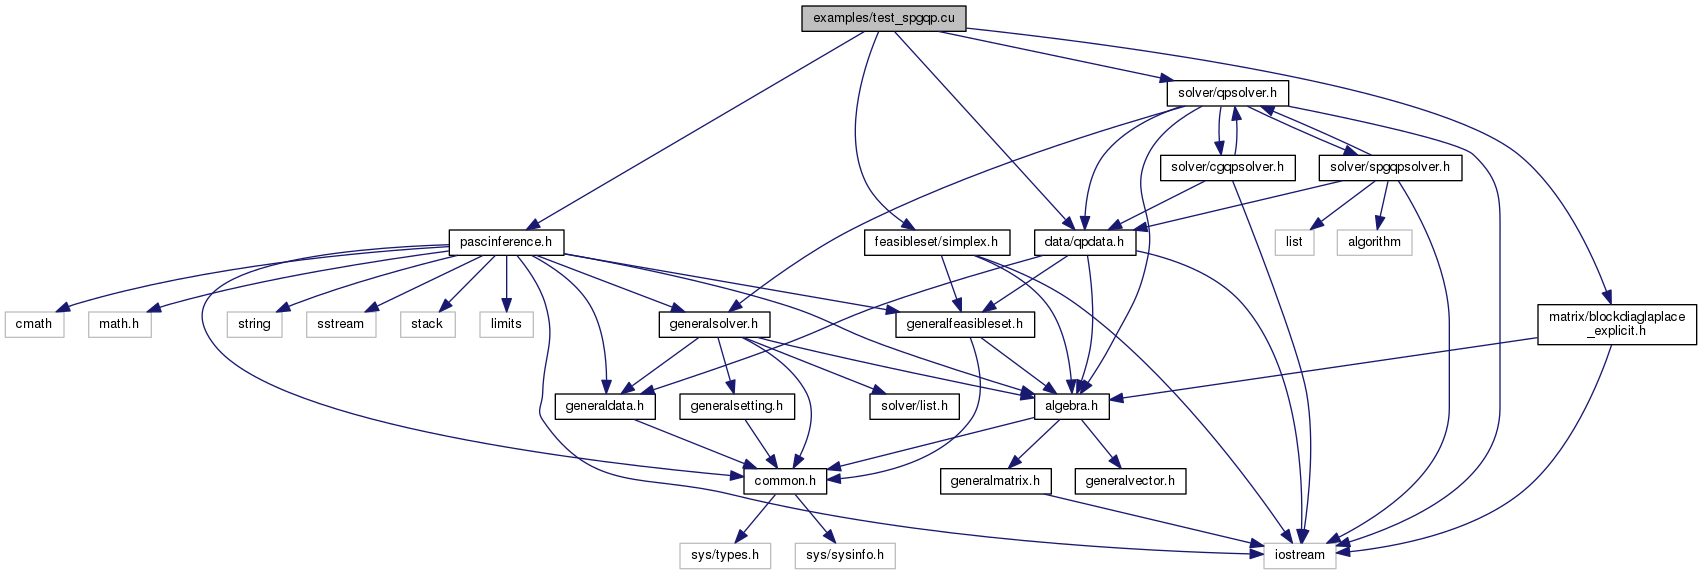 examples/test_spgqp.cu
solver/qpsolver.h
solver/cgqpsolver.h
solver/spgqpsolver.h
pascinference.h
feasibleset/simplex.h
data/qpdata.h
list
algorithm
cmath
math.h
string
sstream
stack
limits
generalsolver.h
generalfeasibleset.h
matrix/blockdiaglaplace
_explicit.h
generaldata.h
generalsetting.h
solver/list.h
algebra.h
common.h
generalmatrix.h
generalvector.h
sys/types.h
sys/sysinfo.h
iostream